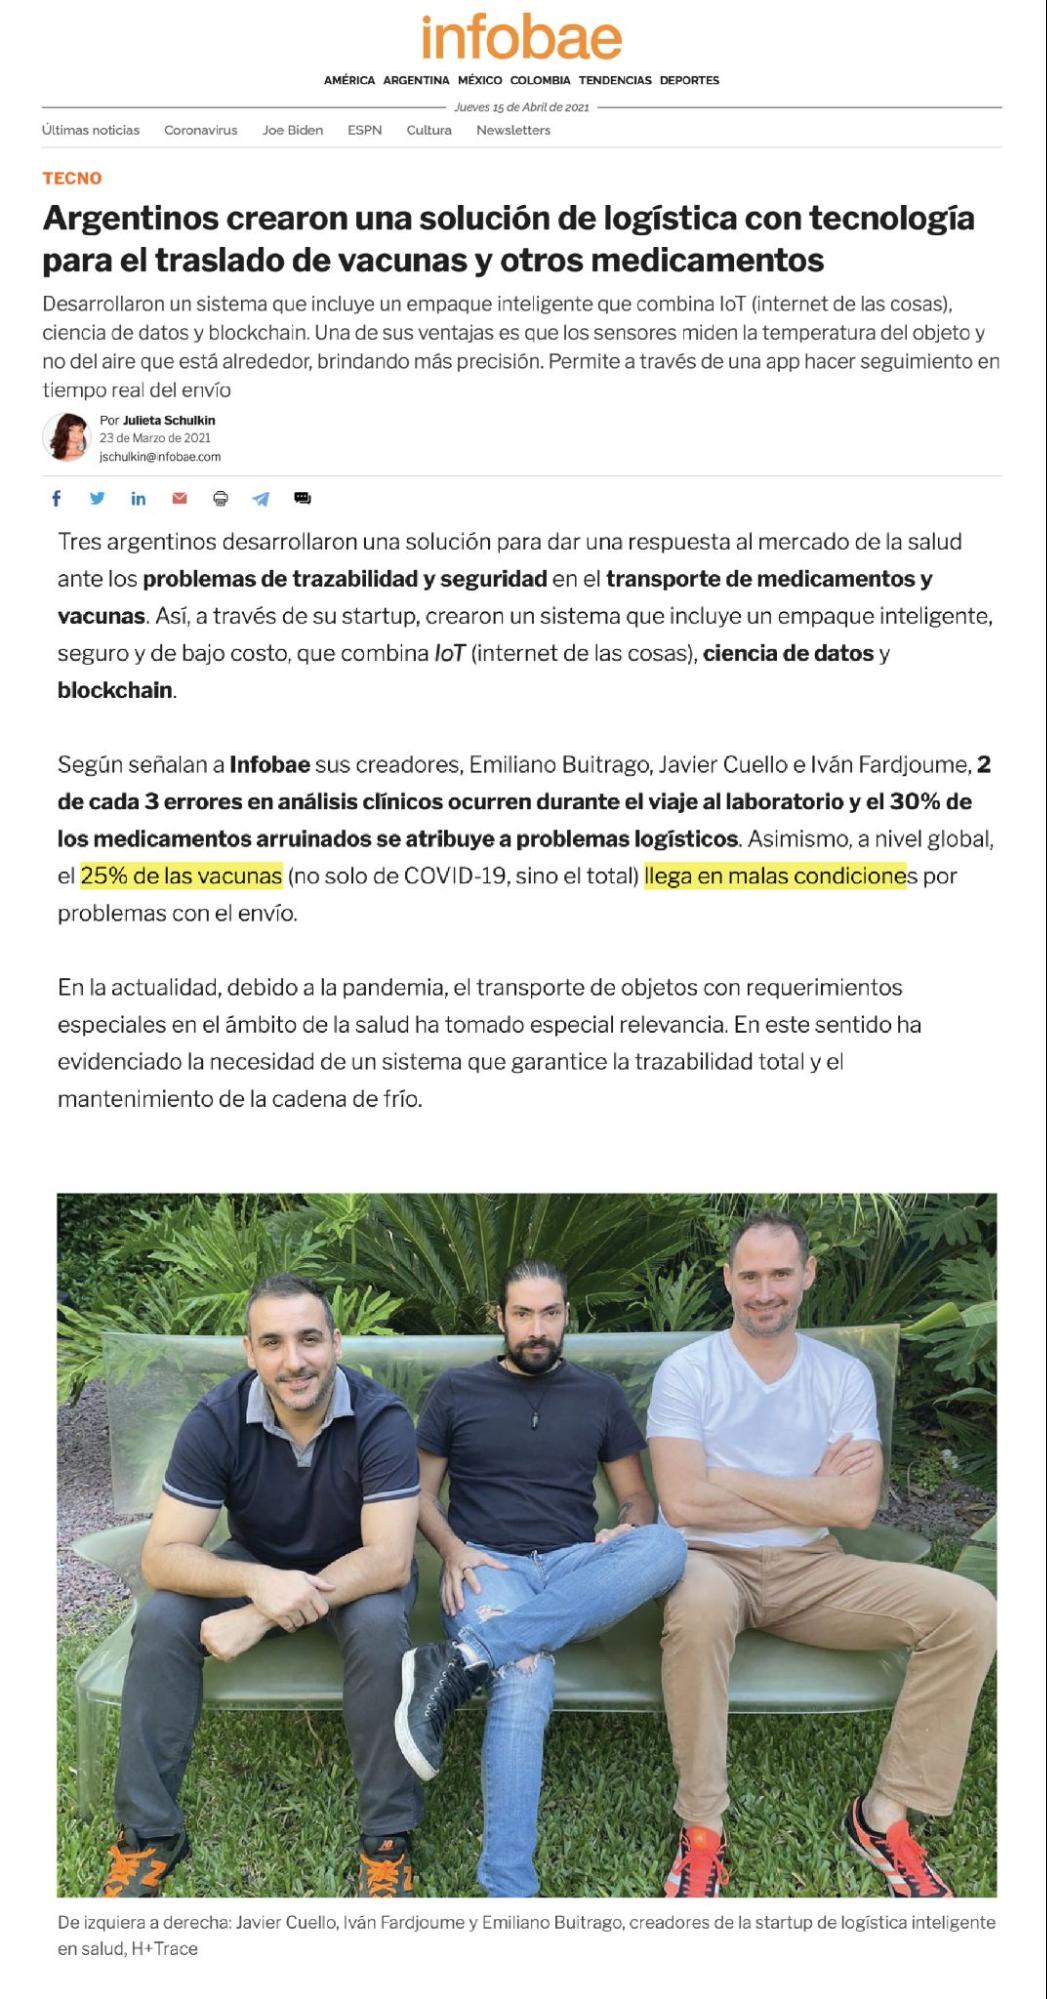 infobae
AMÉRICA ARGENTINA MÉXICO COLOMBIA TENDENCIAS DEPORTES
Jueves 15 de Abril de 2021
Últimas noticias Coronavirus Joe Biden ESPN Cultura Newsletters
TECNO
Argentinos crearon una solución de logística con tecnología
para el traslado de vacunas y otros medicamentos
Desarrollaron un sistema que incluye un empaque inteligente que combina IoT (internet de las cosas),
ciencia de datos y blockchain. Una de sus ventajas es que los sensores miden la temperatura del objeto y
no del aire que está alrededor, brindando más precisión. Permite a través de una app hacer seguimiento en
tiempo real del envío
Por Julieta Schulkin
23 de Marzo de 2021
jschulkin@infobae.com
Tres argentinos desarrollaron una solución para dar una respuesta al mercado de la salud
ante los problemas de trazabilidad y seguridad en el transporte de medicamentos y
vacunas. Así, a través de su startup, crearon un sistema que incluye un empaque inteligente,
seguro y de bajo costo, que combina IoT (internet de las cosas), ciencia de datos y
blockchain.
Según señalan a Infobae sus creadores, Emiliano Buitrago, Javier Cuello e Iván Fardjoume, 2
de cada 3 errores en análisis clínicos ocurren durante el viaje al laboratorio y el 30% de
los medicamentos arruinados se atribuye a problemas logísticos. Asimismo, a nivel global,
el 25% de las vacunas (no solo de COVID-19, sino el total) llega en malas condiciones por
problemas con el envío.
En la actualidad, debido a la pandemia, el transporte de objetos con requerimientos
especiales en el ámbito de la salud ha tomado especial relevancia. En este sentido ha
evidenciado la necesidad de un sistema que garantice la trazabilidad total y el
mantenimiento de la cadena de frío.
De izquiera a derecha: Javier Cuello, Iván Fardjoume y Emiliano Buitrago, creadores de la startup de logística inteligente
en salud, H+Trace